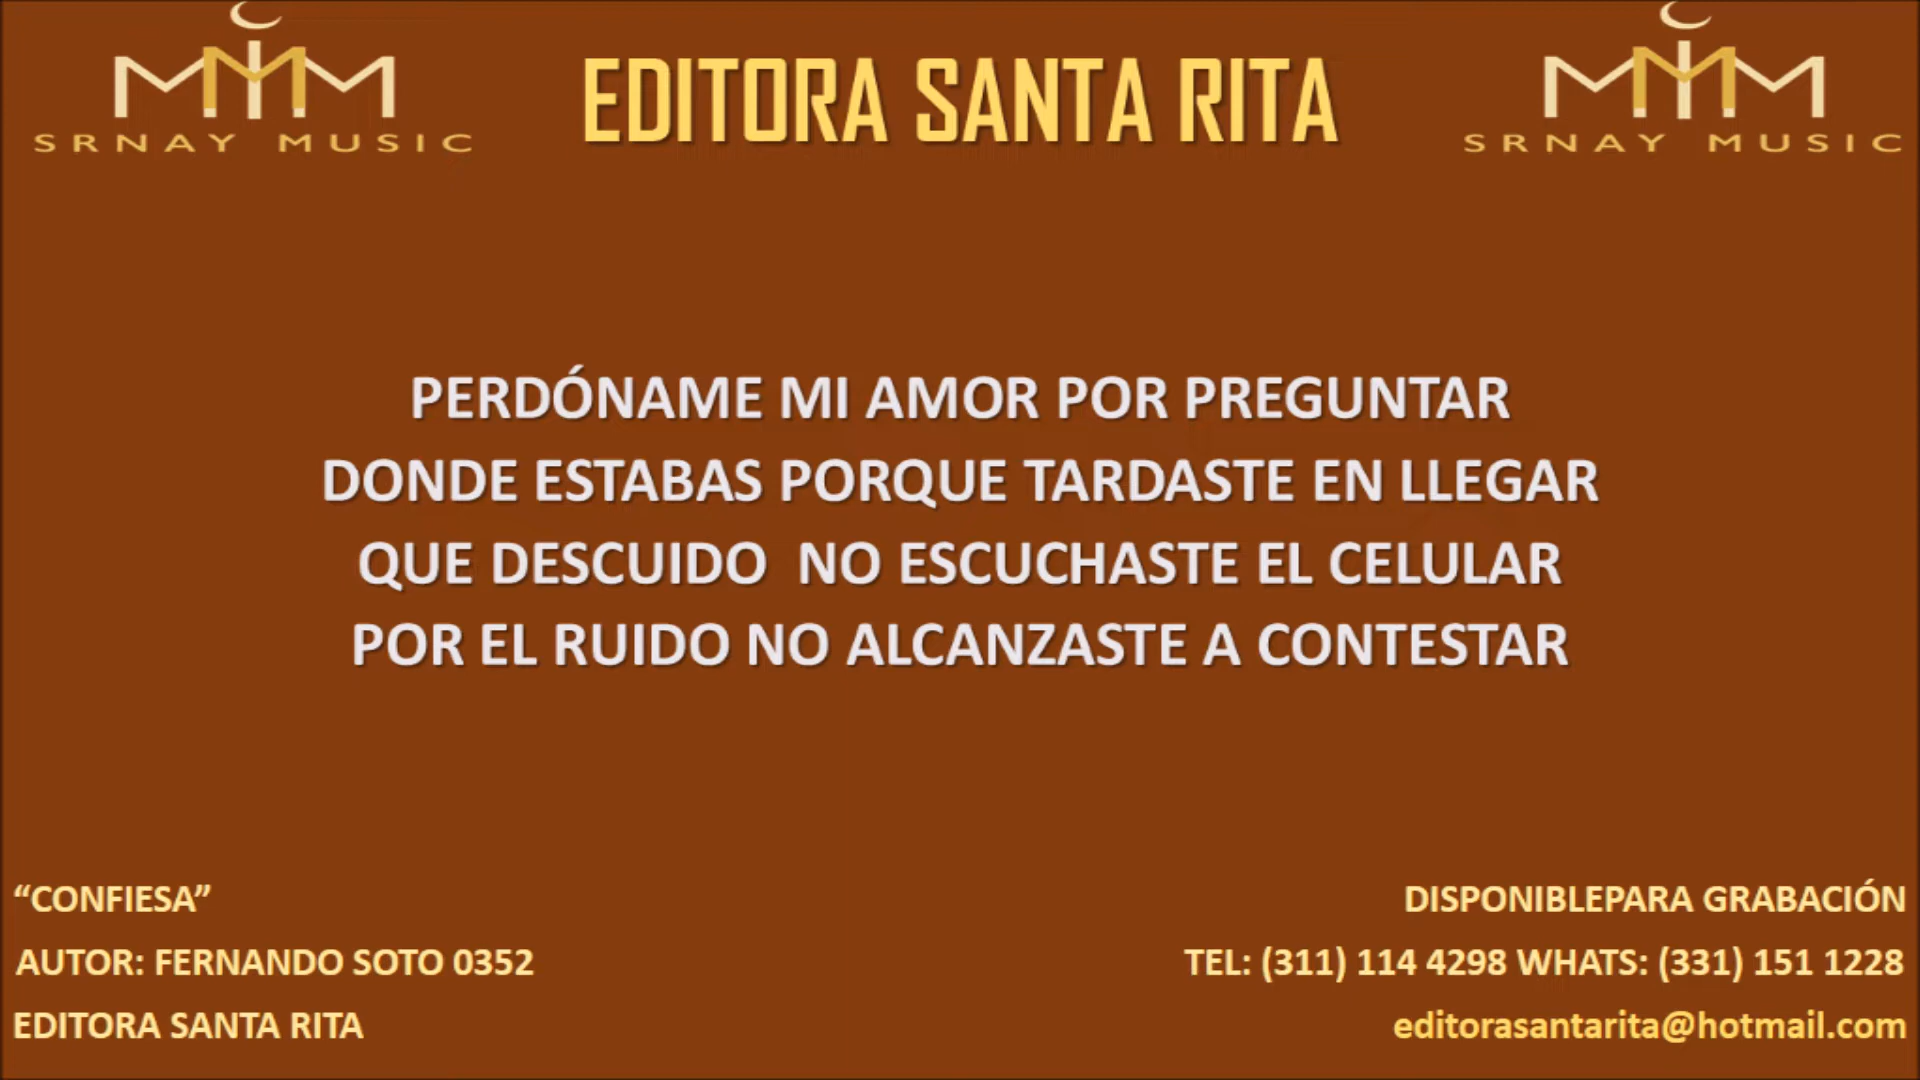 SRNAY MUSIC
EDITORA SANTA RITA
SRNAY MUSIC
PERDÓNAME MI AMOR POR PREGUNTAR
DONDE ESTABAS PORQUE TARDASTE EN LLEGAR
QUE DESCUIDO  NO ESCUCHASTE EL CELULAR
POR EL RUIDO NO ALCANZASTE A CONTESTAR
“CONFIESA”
AUTOR: FERNANDO SOTO 0352
EDITORA SANTA RITA
DISPONIBLEPARA GRABACIÓN
TEL: (311) 114 4298 WHATS: (331) 151 1228
editorasantarita@hotmail.com